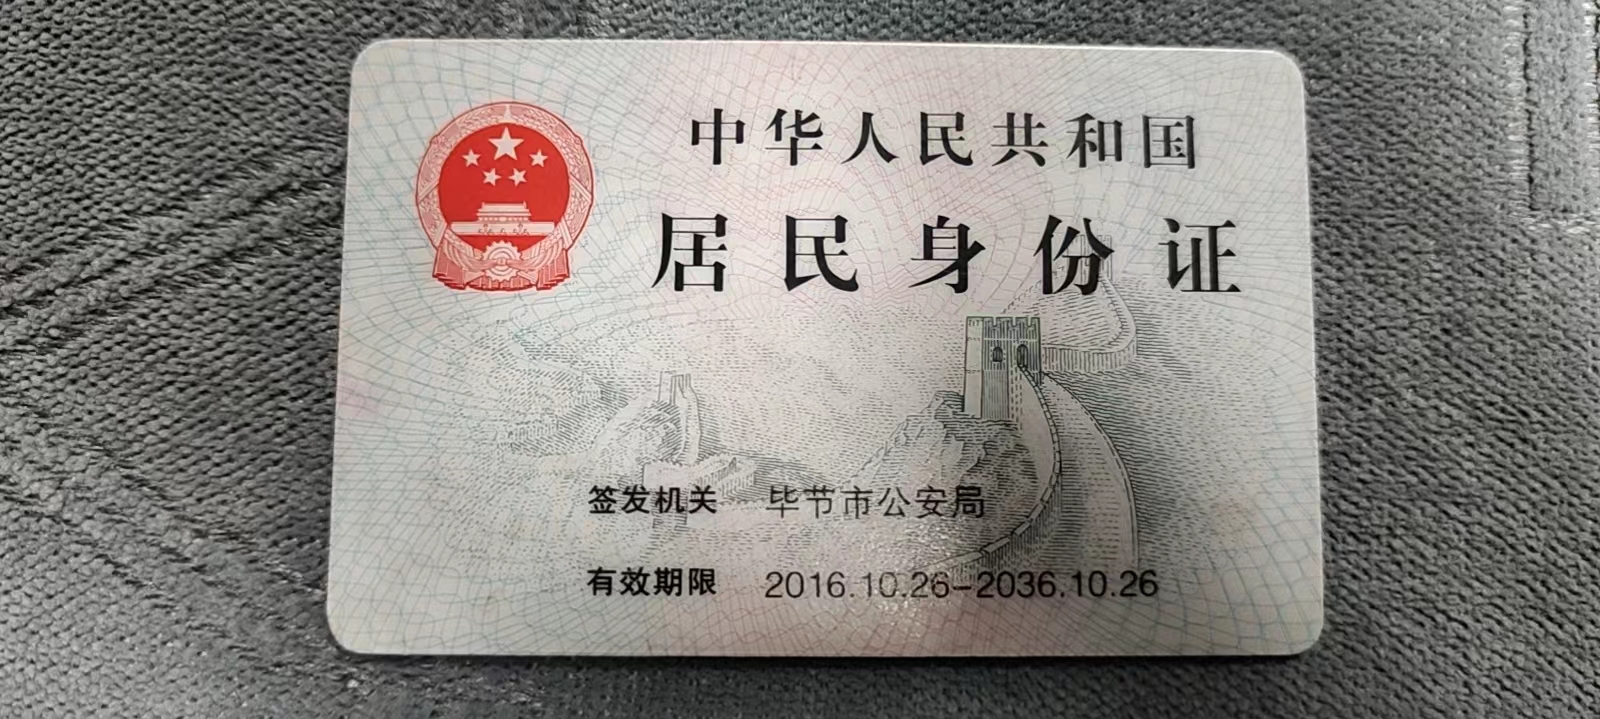 中华人民共和国
居民身份证
签发机关 毕节市公安局
有效期限 2016.10.26-2036.10.26